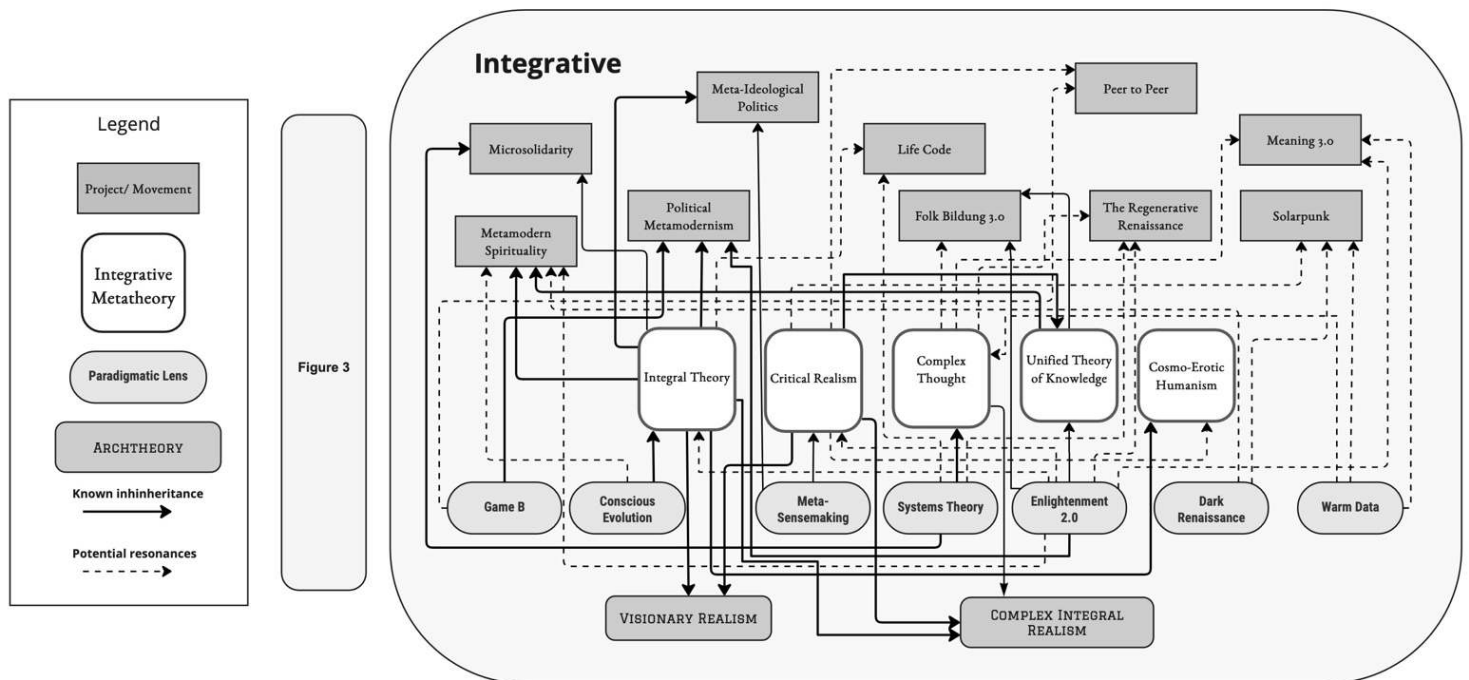 Integrative
Legend
Project/ Movement
Integrative
Metatheory
Paradigmatic Lens
ARCHTHEORY
Known inhinheritance
Potential resonances
Figure 3
Meta-Ideological
Politics
Peer to Peer
Microsolidarity
Life Code
Meaning 3.0
Metamodern
Spirituality
Political
Metamodernism
Folk Bildung 3.0
The Regenerative
Renaissance
Solarpunk
Integral Theory
Critical Realism
Complex
Thought
Unified Theory
of Knowledge
Cosmo-Erotic
Humanism
Game B
Conscious
Evolution
Meta-
Sensemaking
Systems Theory
Enlightenment
2.0
Dark
Renaissance
Warm Data
VISIONARY REALISM
COMPLEX INTEGRAL
REALISM